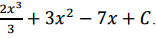 2x³/3 + 3x² − 7x + C.